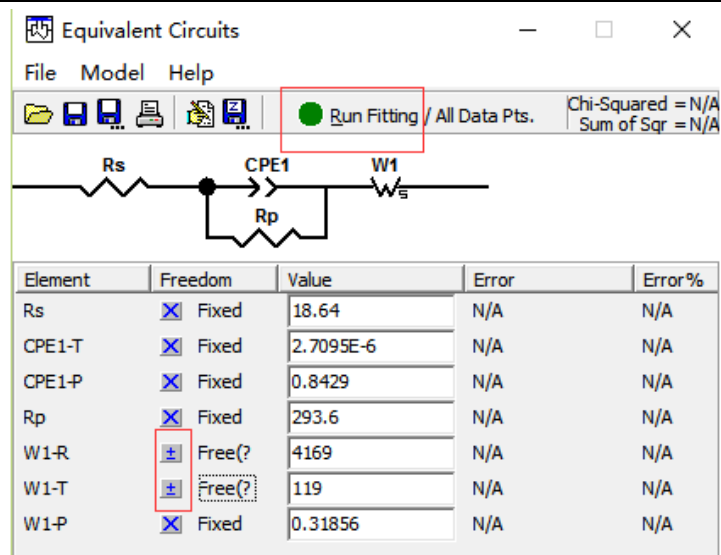 Equivalent Circuits
File Model Help
Run Fitting / All Data Pts.
Chi-Squared = N/A
Sum of Sqr = N/A
Rs CPE1 W1
s
Rp
Element Freedom Value Error Error%
Rs Fixed 18.64 N/A N/A
CPE1-T Fixed 2.7095E-6 N/A N/A
CPE1-P Fixed 0.8429 N/A N/A
Rp Fixed 293.6 N/A N/A
W1-R ± Free(? 4169 N/A N/A
W1-T ± Free(? 119 N/A N/A
W1-P Fixed 0.31856 N/A N/A